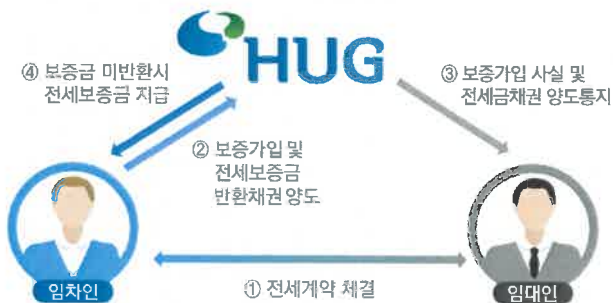 HUG
④ 보증금 미반환시
전세보증금 지급
③ 보증가입 사실 및
전세금채권 양도통지
② 보증가입 및
전세보증금
반환채권 양도
임차인
임대인
① 전세계약 체결